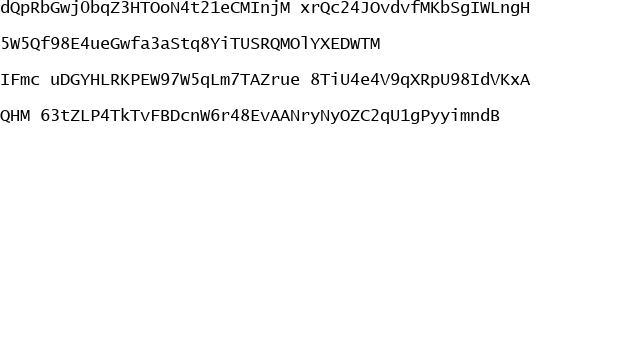 dQpRbGwjObqZ3HTOoN4t21eCMInjM xrQc24JOvdvfMKbSgIWLngH
5W5Qf98E4ueGwfa3aStq8YiTUSRQMOlYXEDWTM
IFmc uDGYHLRKPEW97W5qLm7TAZrue 8TiU4e4V9qXRpU98IdVKxA
QHM 63tZLP4TkTvFBDcnW6r48EvAANryNyOZC2qU1gPyyimndB